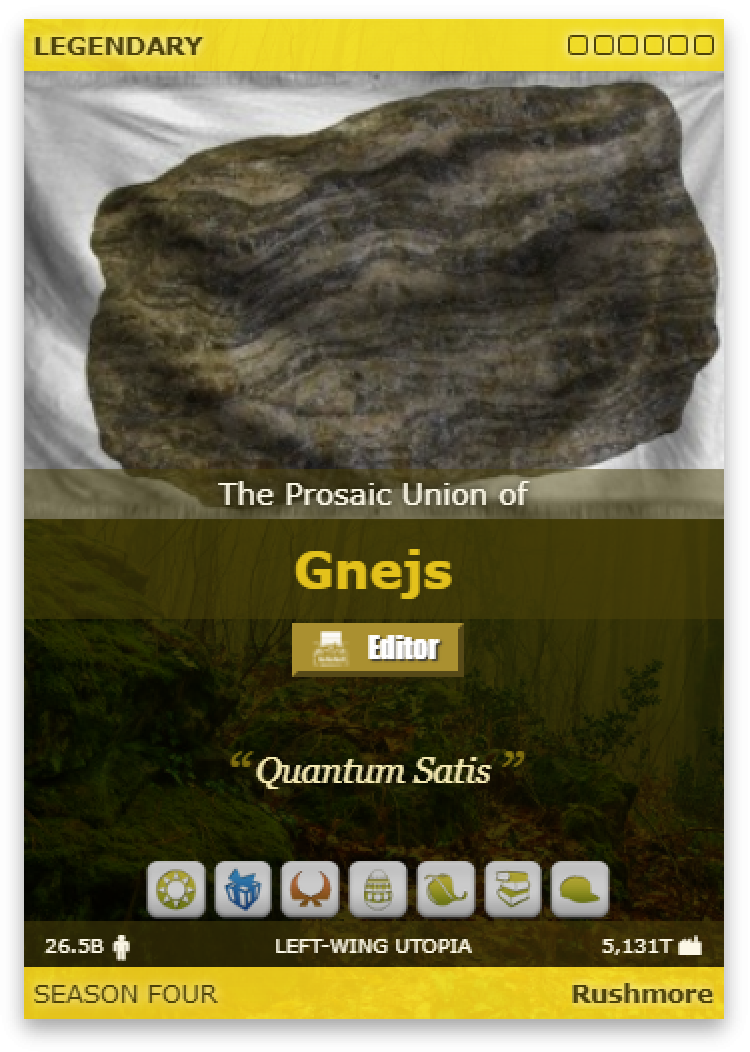 LEGENDARY
The Prosaic Union of
Gnejs
Editor
“Quantum Satis”
26.5B LEFT-WING UTOPIA 5,131T
SEASON FOUR Rushmore